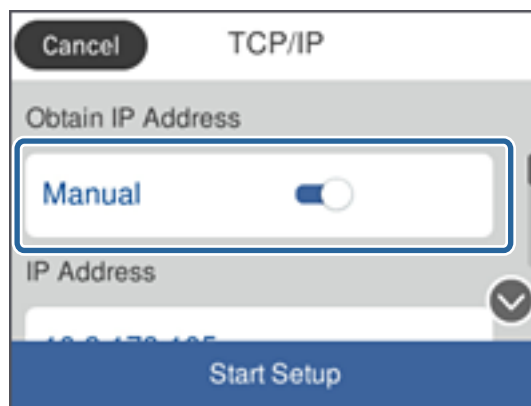 Cancel TCP/IP
Obtain IP Address
Manual
IP Address
Start Setup